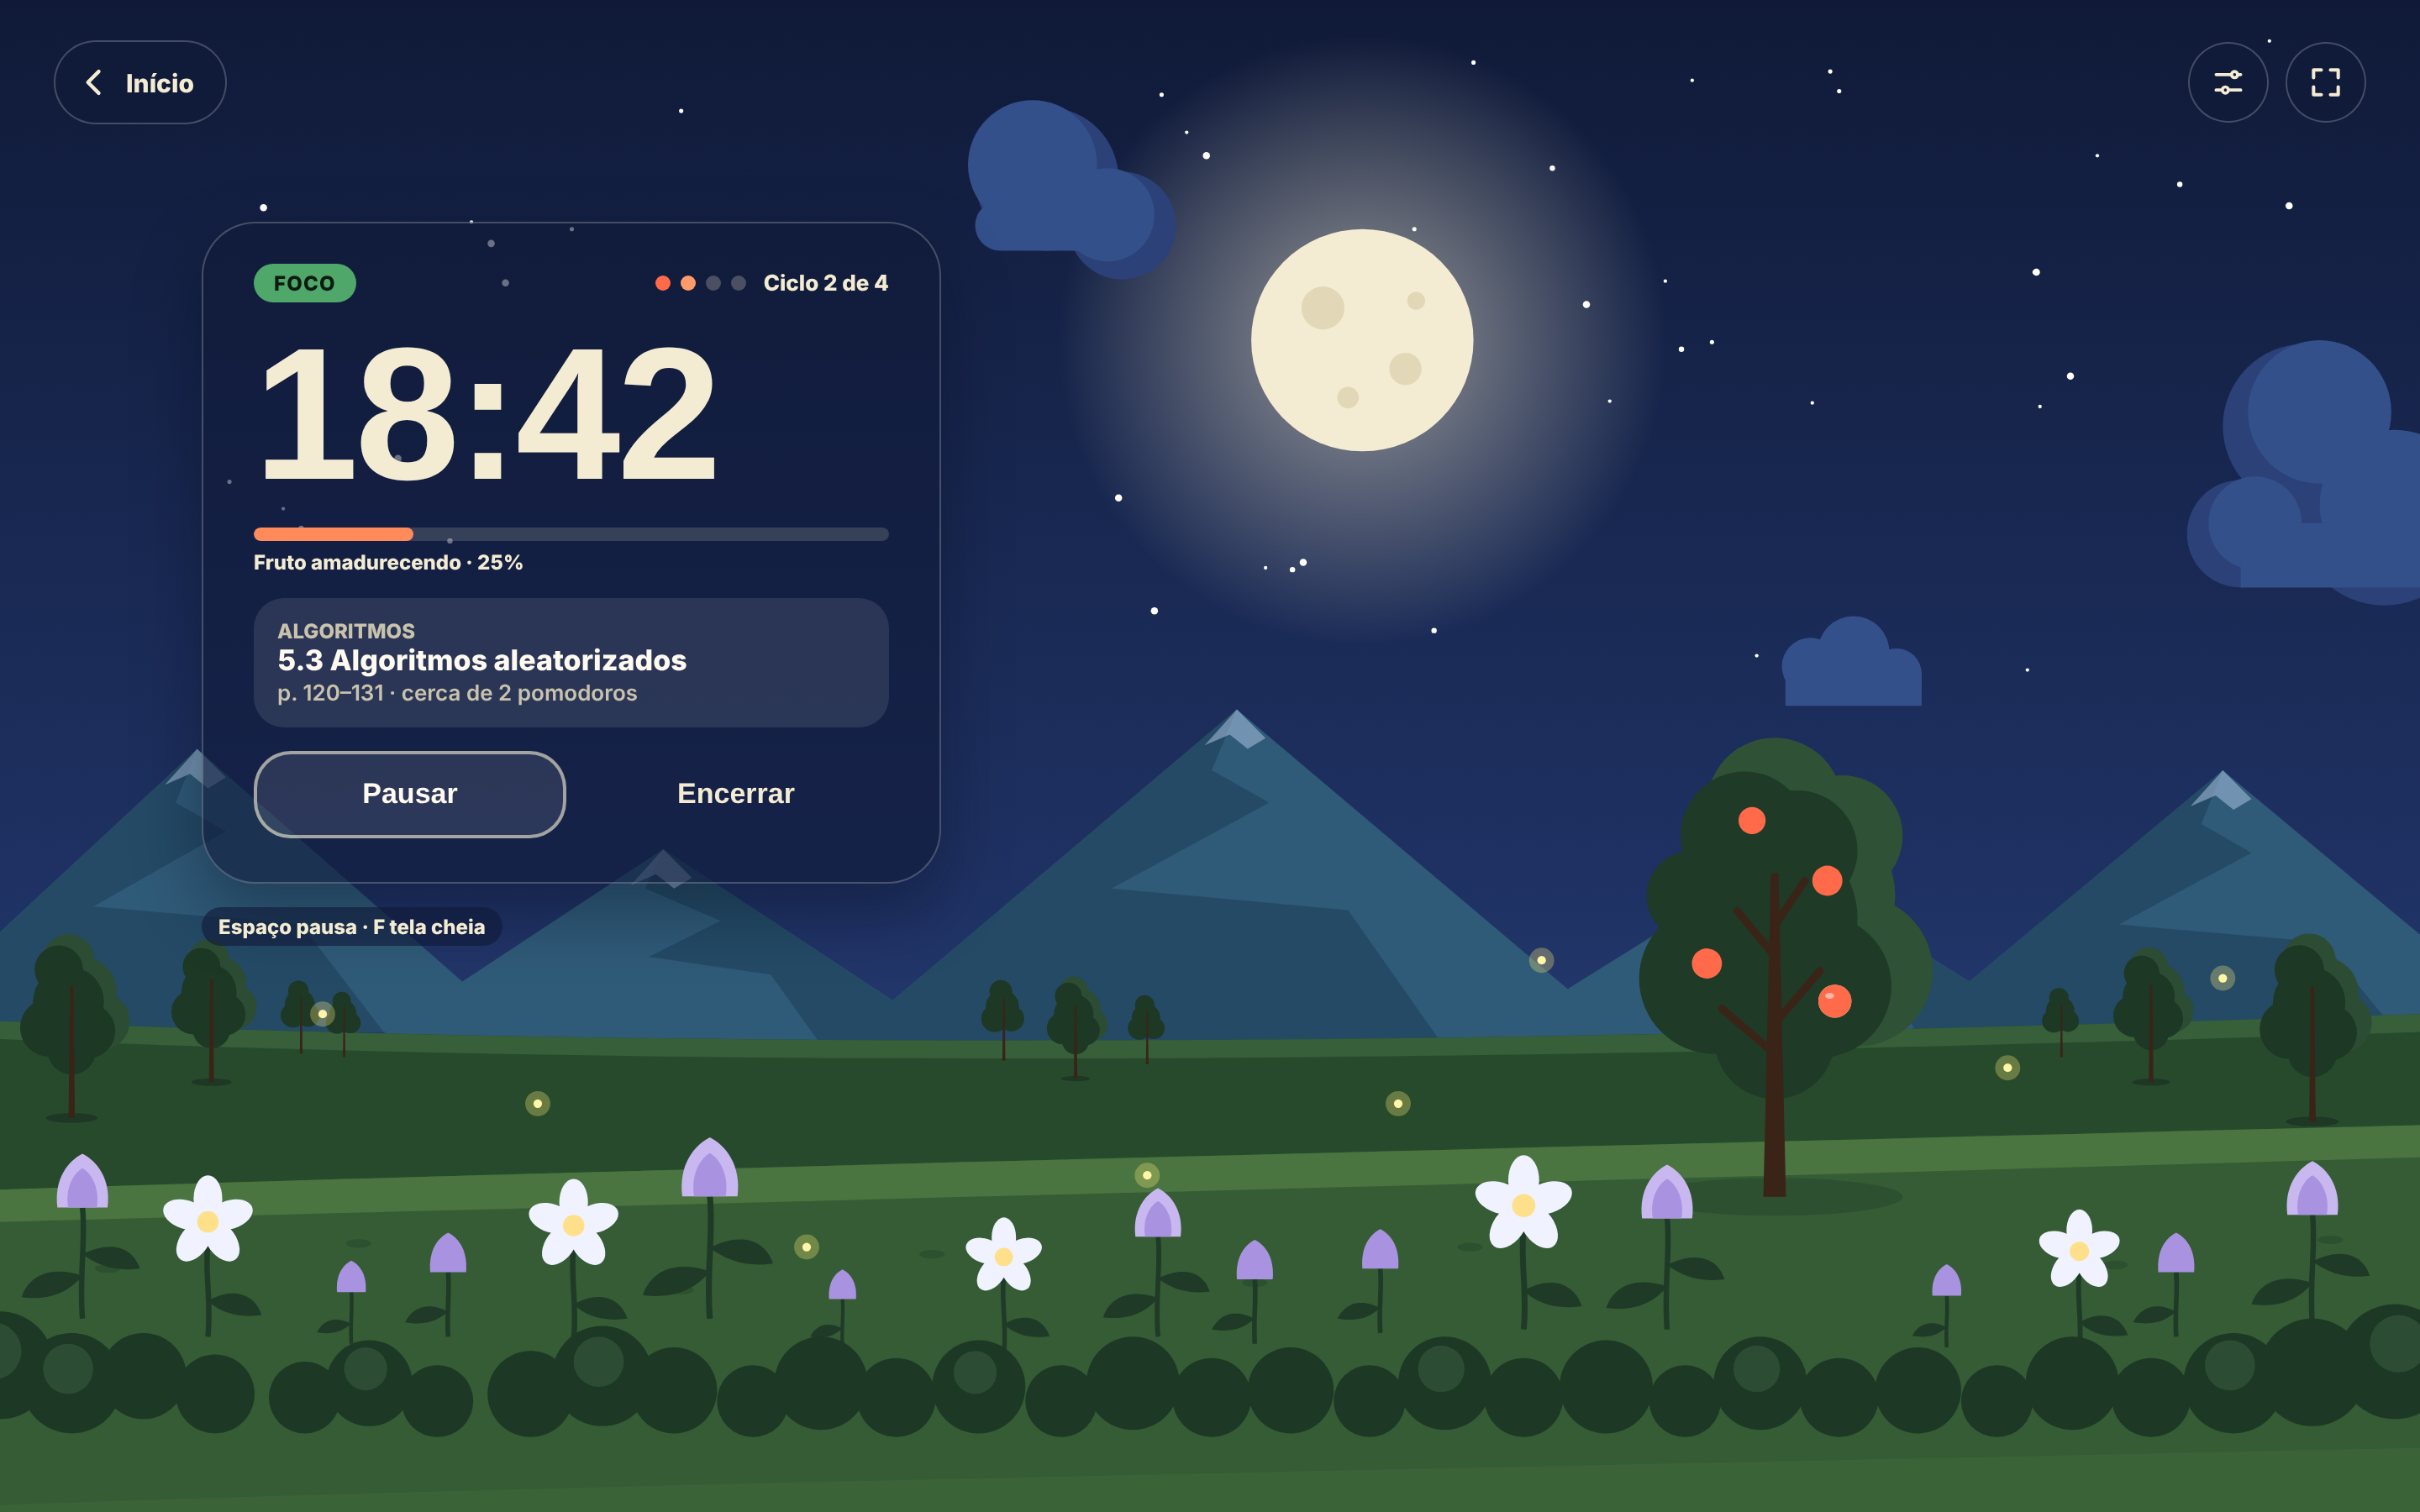 Início
FOCO
Ciclo 2 de 4
18:42
Fruto amadurecendo · 25%
ALGORITMOS
5.3 Algoritmos aleatorizados
p. 120–131 · cerca de 2 pomodoros
Pausar
Encerrar
Espaço pausa · F tela cheia